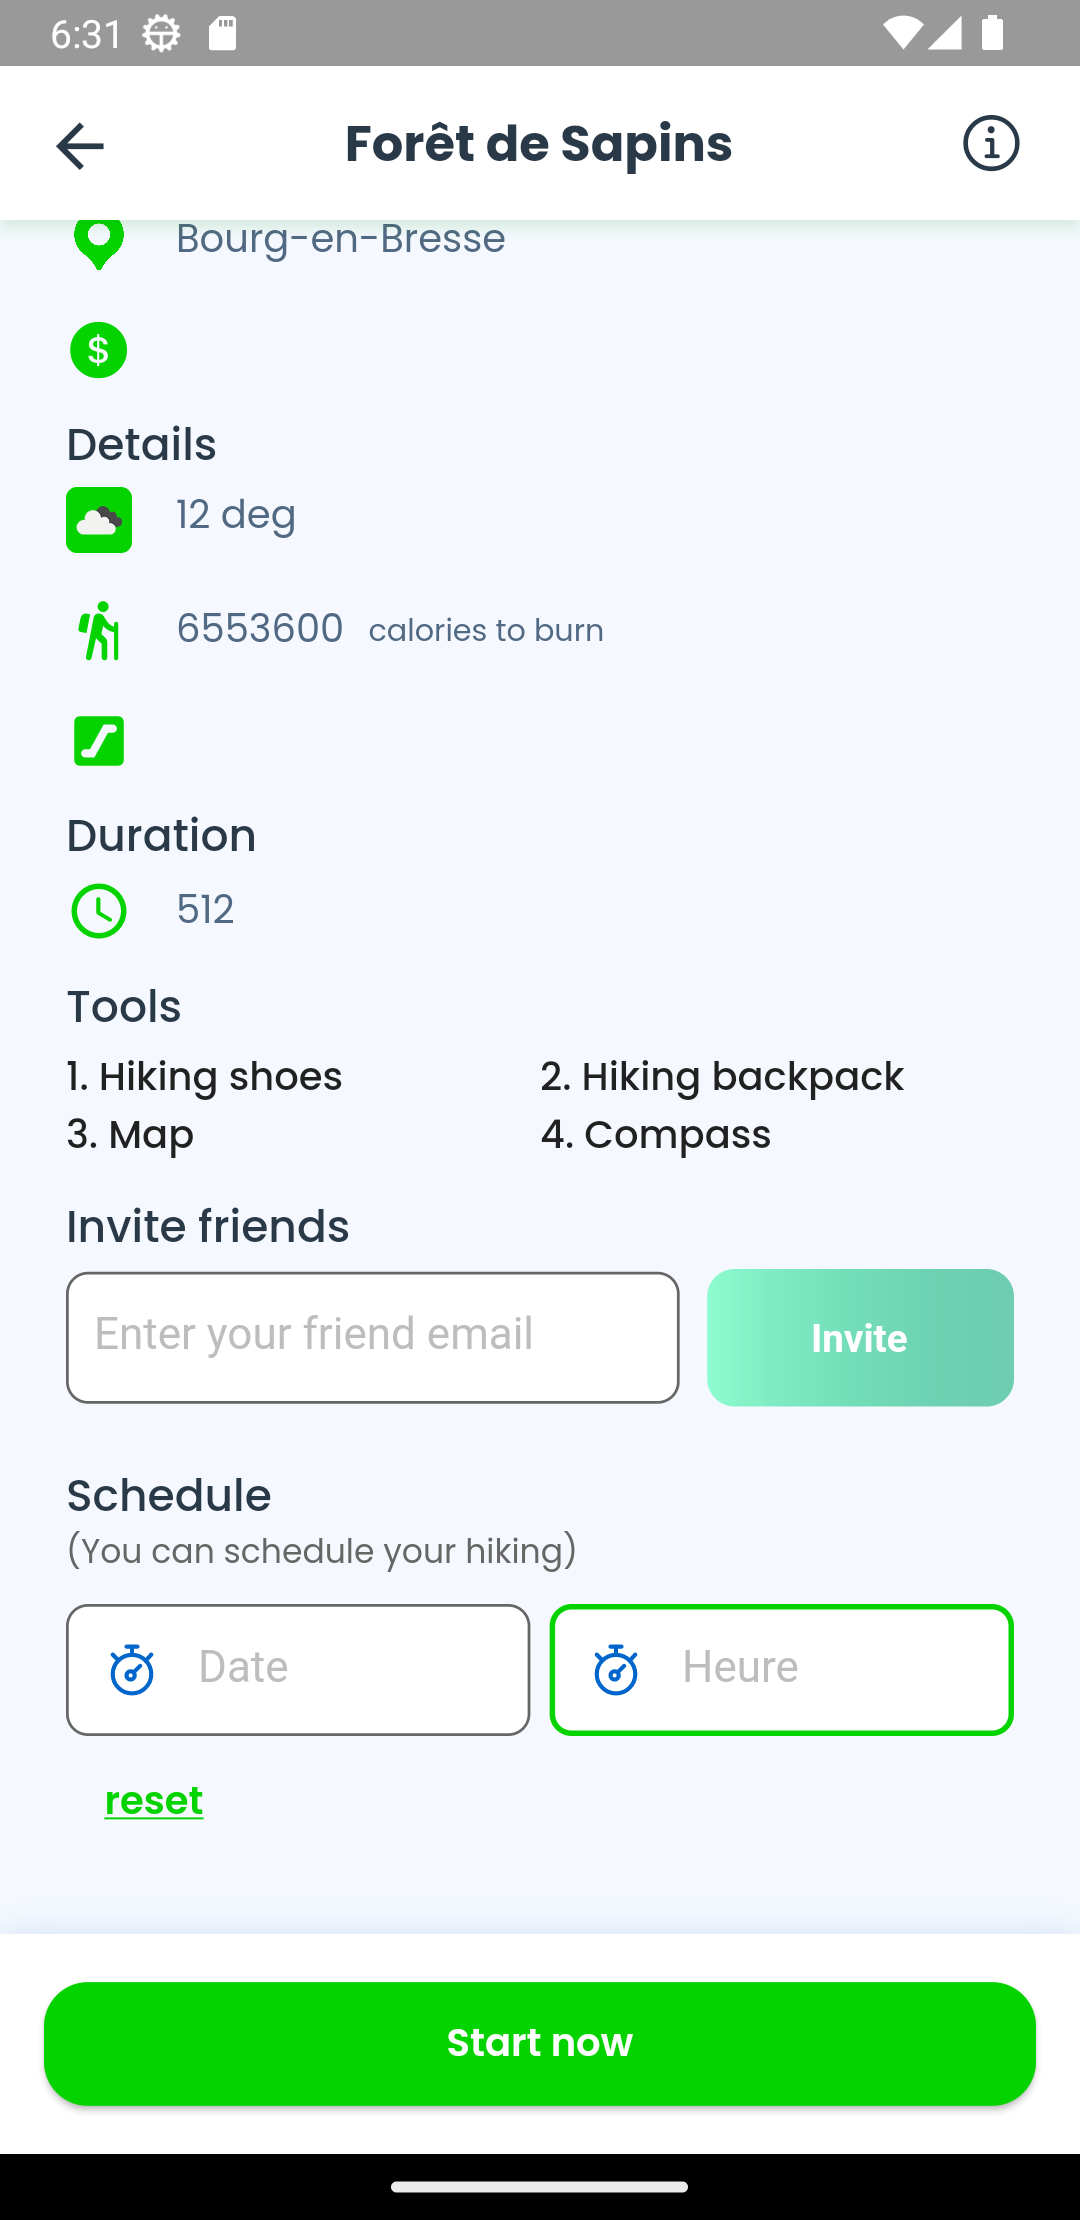 6:31
Forêt de Sapins
Bourg-en-Bresse
$
Details
12 deg
6553600 calories to burn
Duration
512
Tools
1. Hiking shoes 2. Hiking backpack
3. Map 4. Compass
Invite friends
Enter your friend email Invite
Schedule
(You can schedule your hiking)
Date Heure
reset
Start now